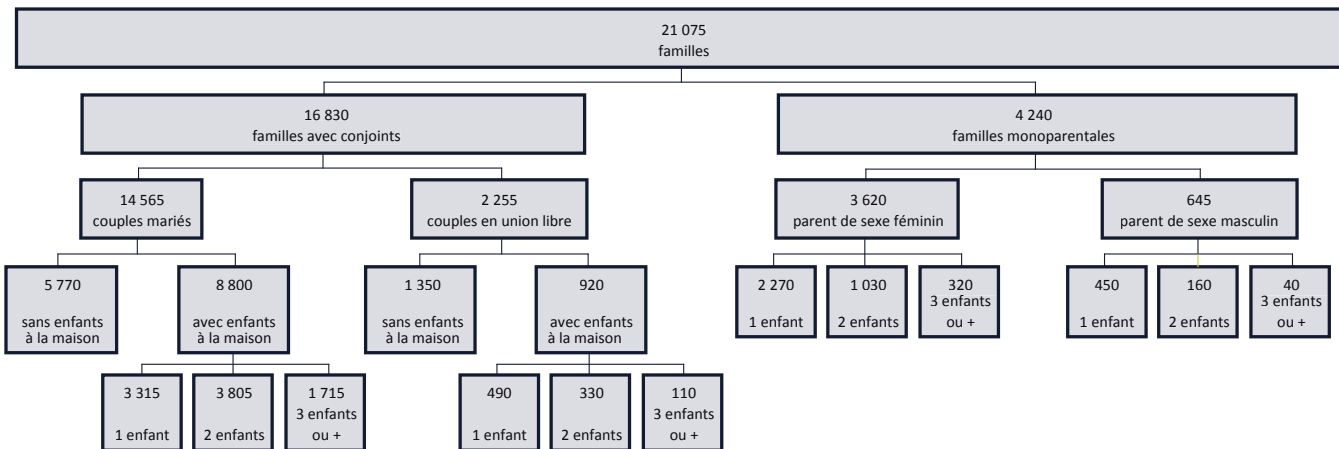 21 075
familles
16 830
familles avec conjoints
4 240
familles monoparentales
14 565
couples mariés
2 255
couples en union libre
3 620
parent de sexe féminin
645
parent de sexe masculin
5 770
sans enfants
à la maison
8 800
avec enfants
à la maison
1 350
sans enfants
à la maison
920
avec enfants
à la maison
2 270
1 enfant
1 030
2 enfants
320
3 enfants
ou +
450
1 enfant
160
2 enfants
40
3 enfants
ou +
3 315
1 enfant
3 805
2 enfants
1 715
3 enfants
ou +
490
1 enfant
330
2 enfants
110
3 enfants
ou +